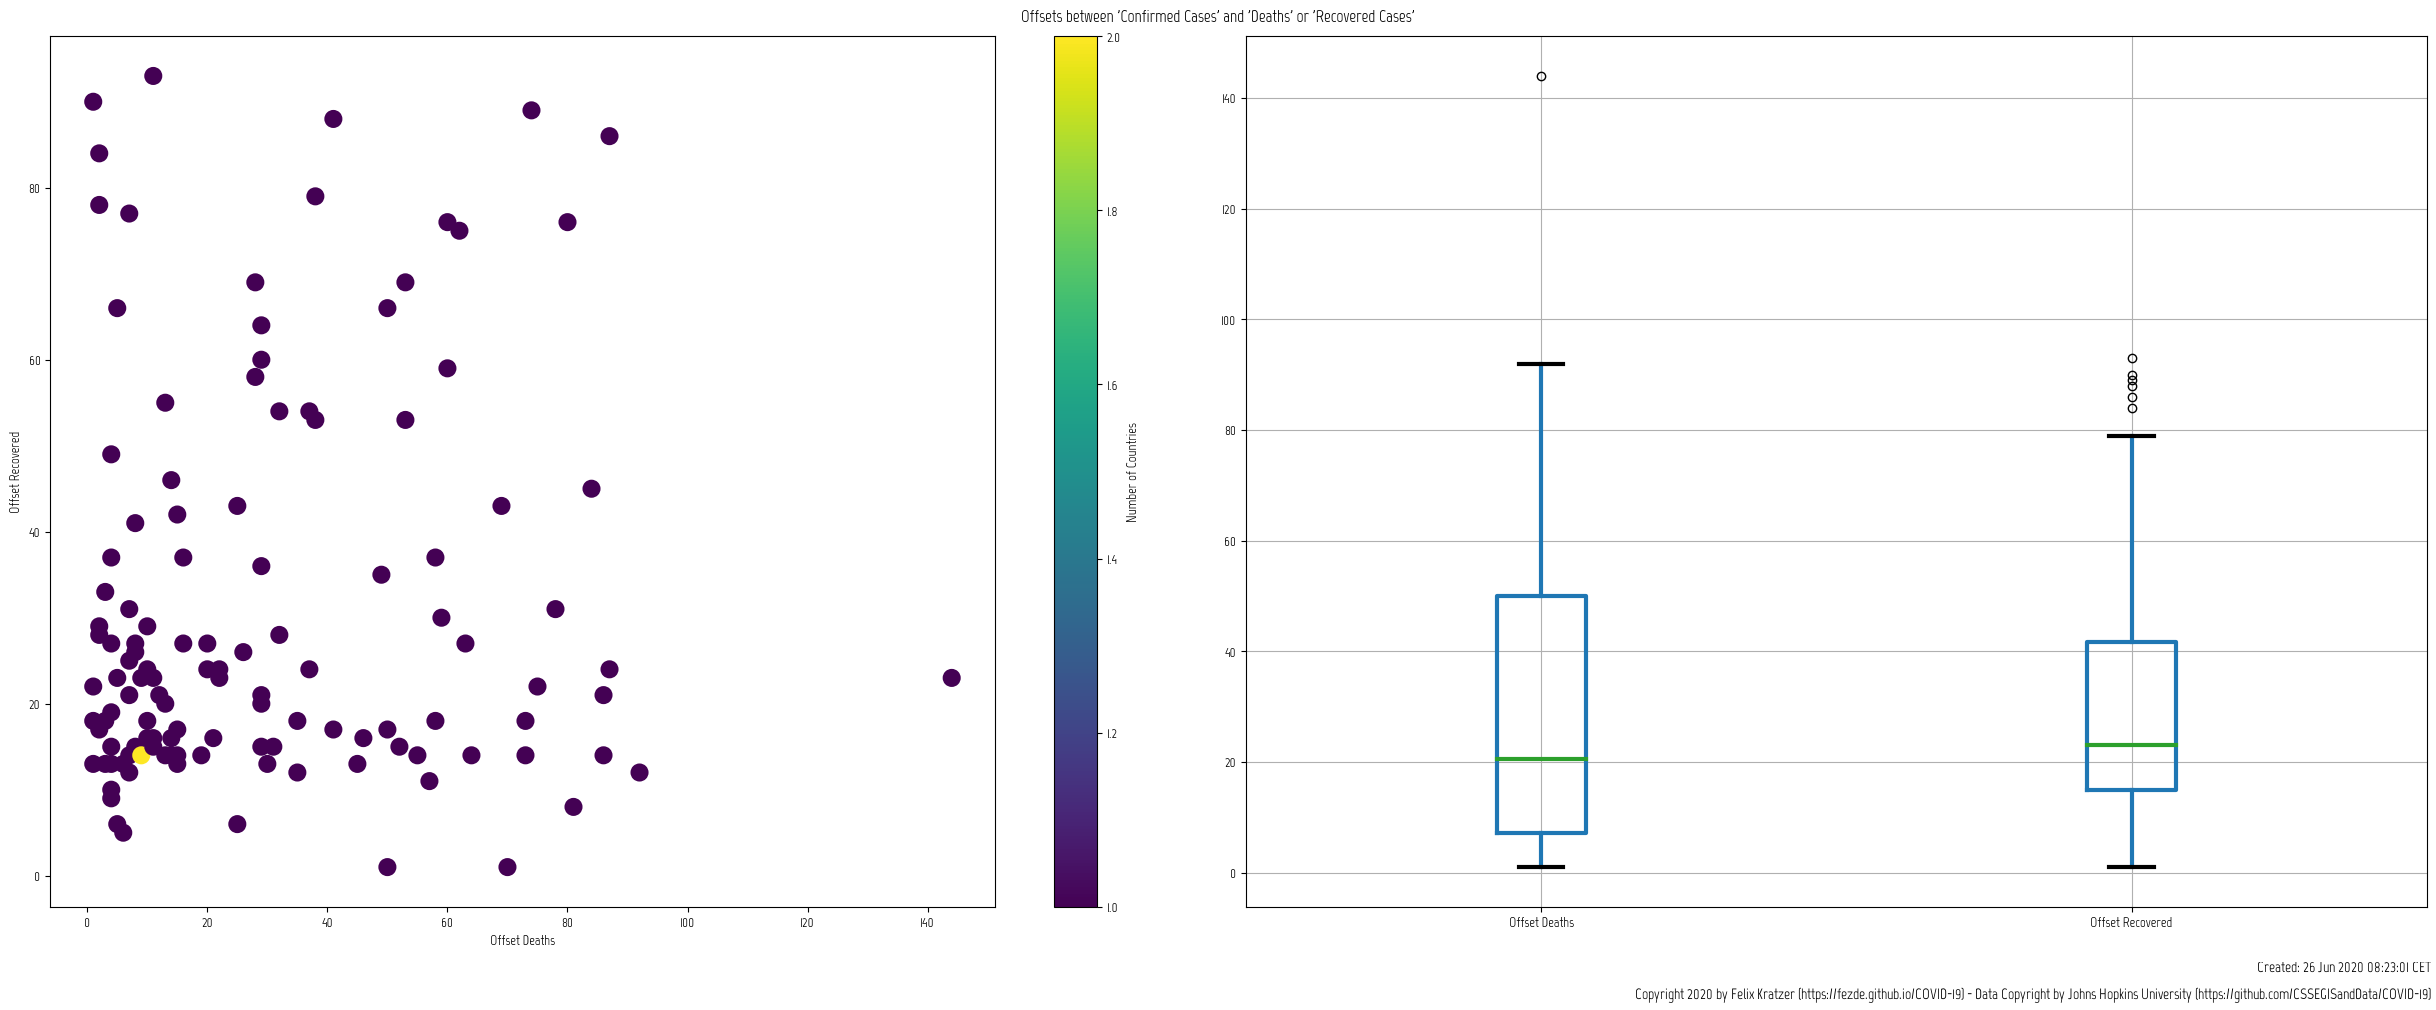 Offsets between 'Confirmed Cases' and 'Deaths' or 'Recovered Cases'
Offset Recovered
80
60
40
20
0
0 20 40 60 80 100 120 140
Offset Deaths
2.0
1.8
1.6
1.4
1.2
1.0
Number of Countries
140
120
100
80
60
40
20
0
Offset Deaths Offset Recovered
Created: 26 Jun 2020 08:23:01 CET
Copyright 2020 by Felix Kratzer (https://fezde.github.io/COVID-19) - Data Copyright by Johns Hopkins University (https://github.com/CSSEGISandData/COVID-19)